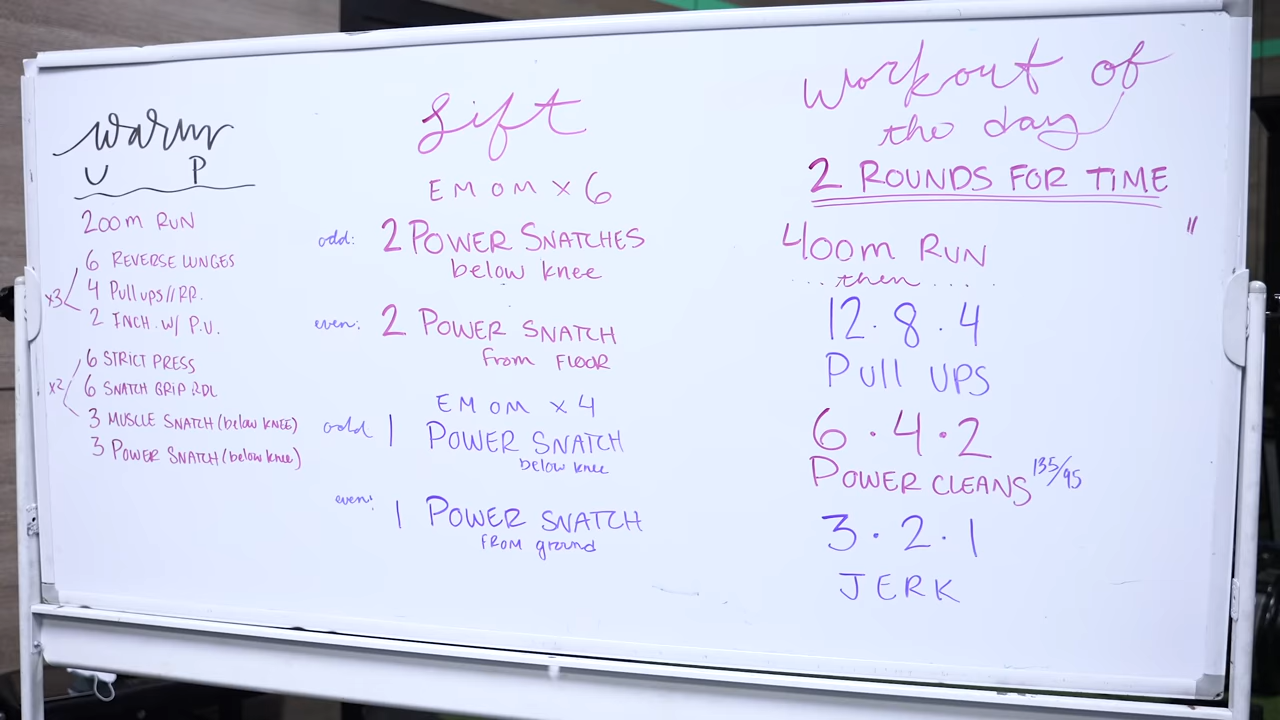 warm
UP
200m RUN
x3
6 REVERSE LUNGES
4 Pull ups//RR.
2 INCH. W/ P.U.
x2
6 STRICT PRESS
6 SNATCH GRIP RDL
3 MUSCLE SNATCH (below KNEE)
3 POWER SNATCH (below knee)
Lift
EMOM x 6
odd: 2 POWER SNATCHES
below knee
even: 2 POWER SNATCH
from FLOOR
EMOM x 4
odd 1 POWER SNATCH
below knee
even: 1 POWER SNATCH
FROM ground
Workout of
the day
2 ROUNDS FOR TIME
400m RUN
... then ....
12 · 8 · 4
Pull UPS
6 · 4 · 2
POWER CLEANS 135/95
3 · 2 · 1
JERK